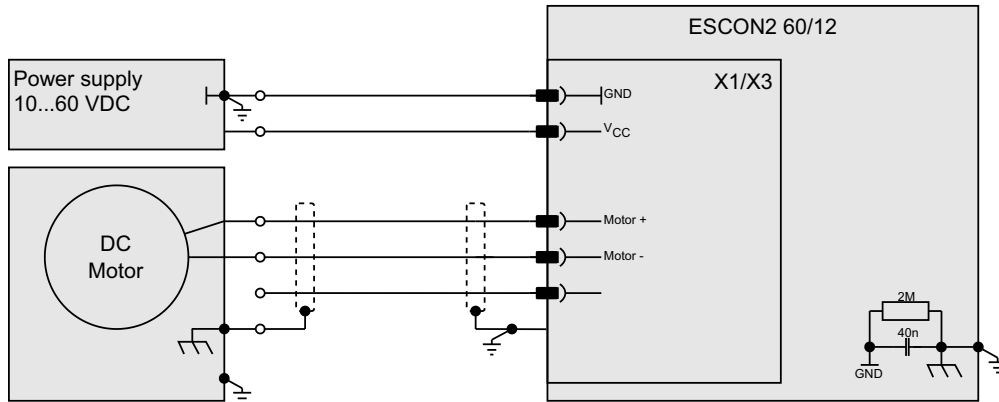 ESCON2 60/12
Power supply
10...60 VDC
X1/X3
GND
VCC
Motor +
DC
Motor
Motor -
2M
40n
GND